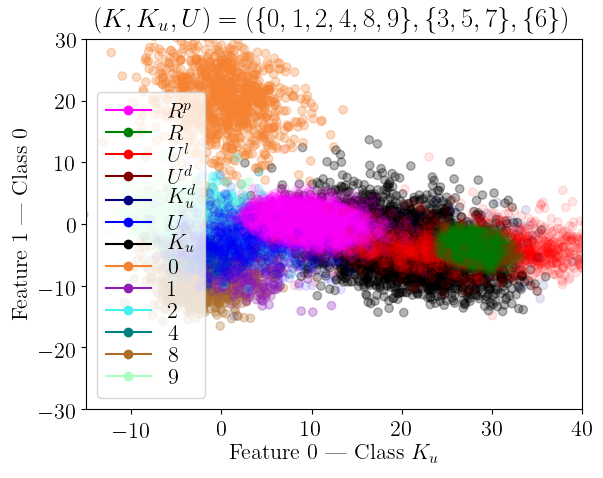 (K, K_u, U) = ({0, 1, 2, 4, 8, 9}, {3, 5, 7}, {6})
30
20
10
0
−10
−20
−30
Feature 1 — Class 0
R^p
R
U^l
U^d
K_u^d
U
K_u
0
1
2
4
8
9
−10
0
10
20
30
40
Feature 0 — Class K_u